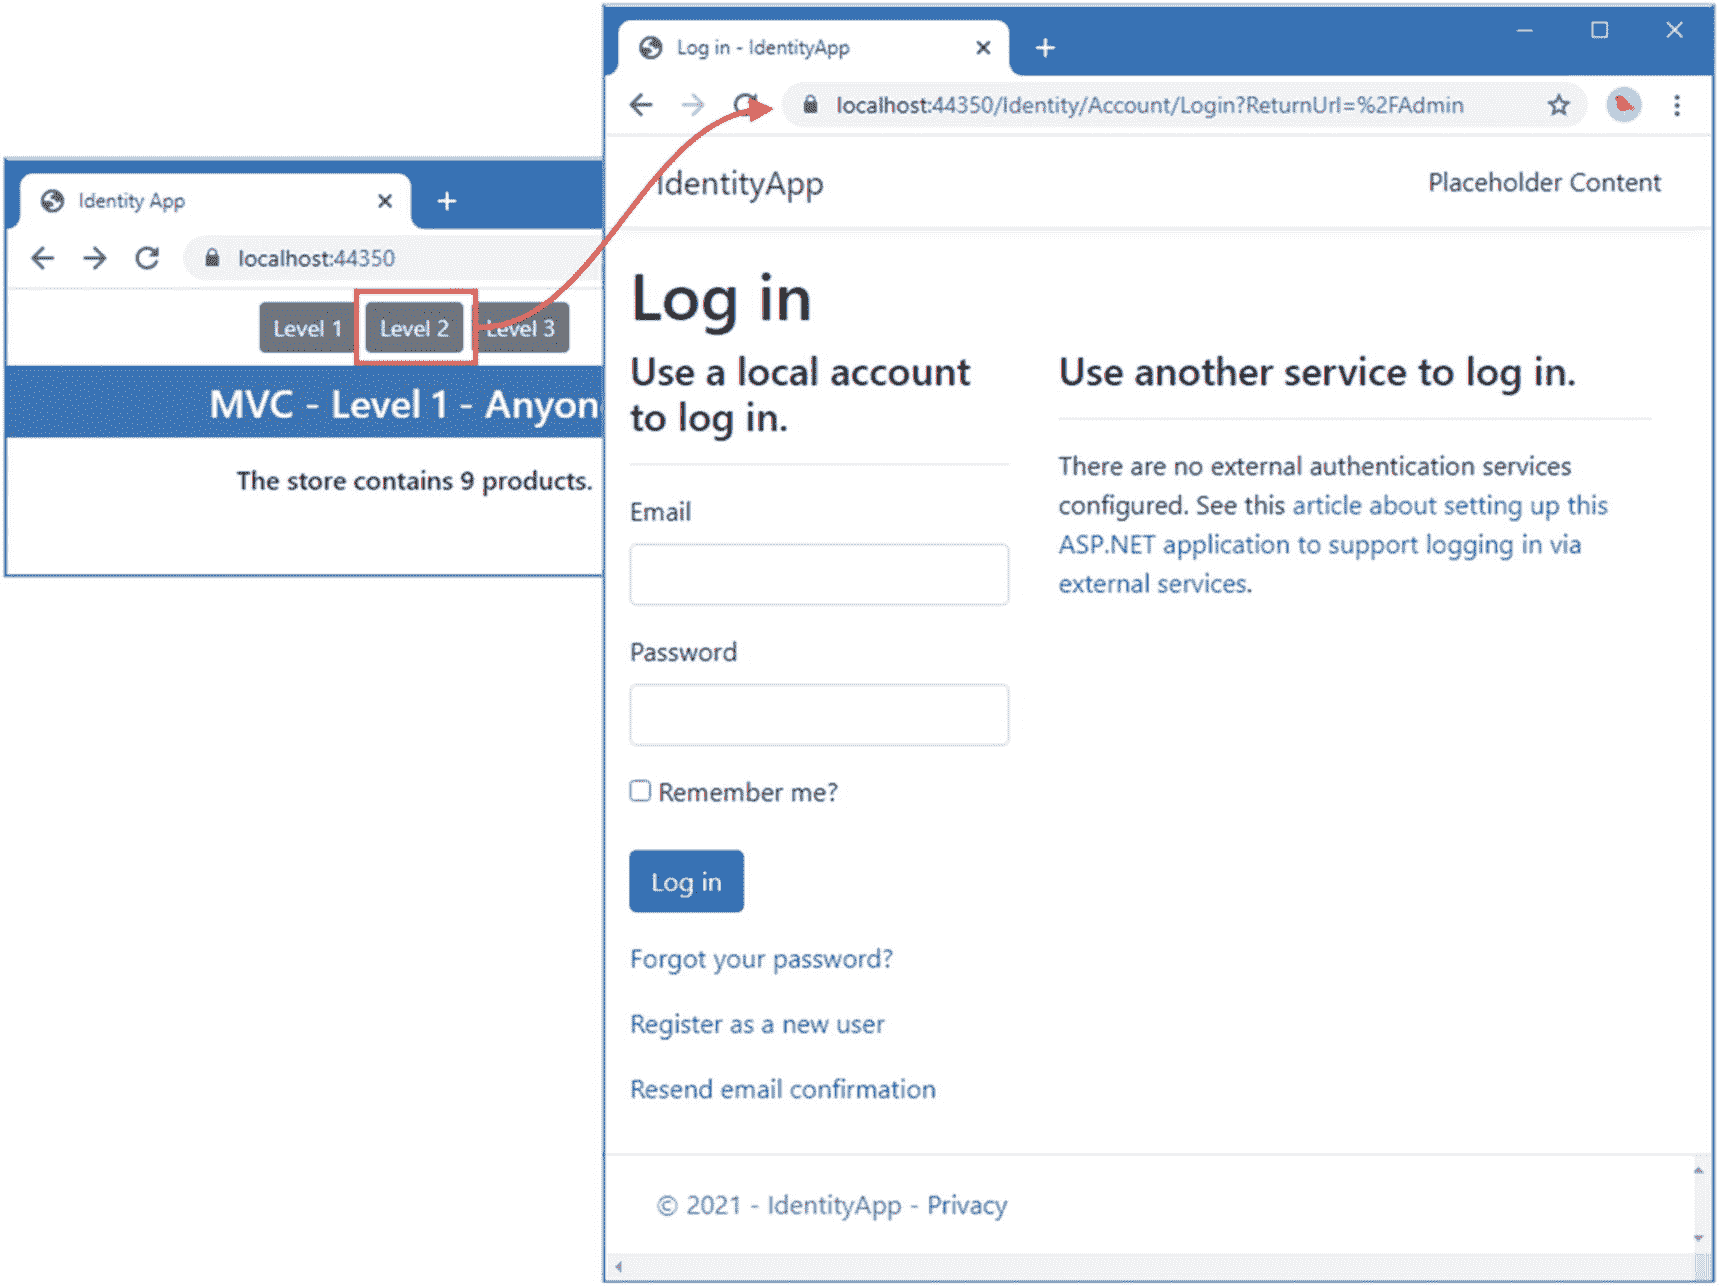 Identity App
localhost:44350
Level 1
Level 2
Level 3
MVC - Level 1 - Anyon
The store contains 9 products.
Log in - IdentityApp
localhost:44350/Identity/Account/Login?ReturnUrl=%2FAdmin
IdentityApp
Placeholder Content
Log in
Use a local account
to log in.
Email
Password
Remember me?
Log in
Forgot your password?
Register as a new user
Resend email confirmation
Use another service to log in.
There are no external authentication services
configured. See this article about setting up this
ASP.NET application to support logging in via
external services.
© 2021 - IdentityApp - Privacy